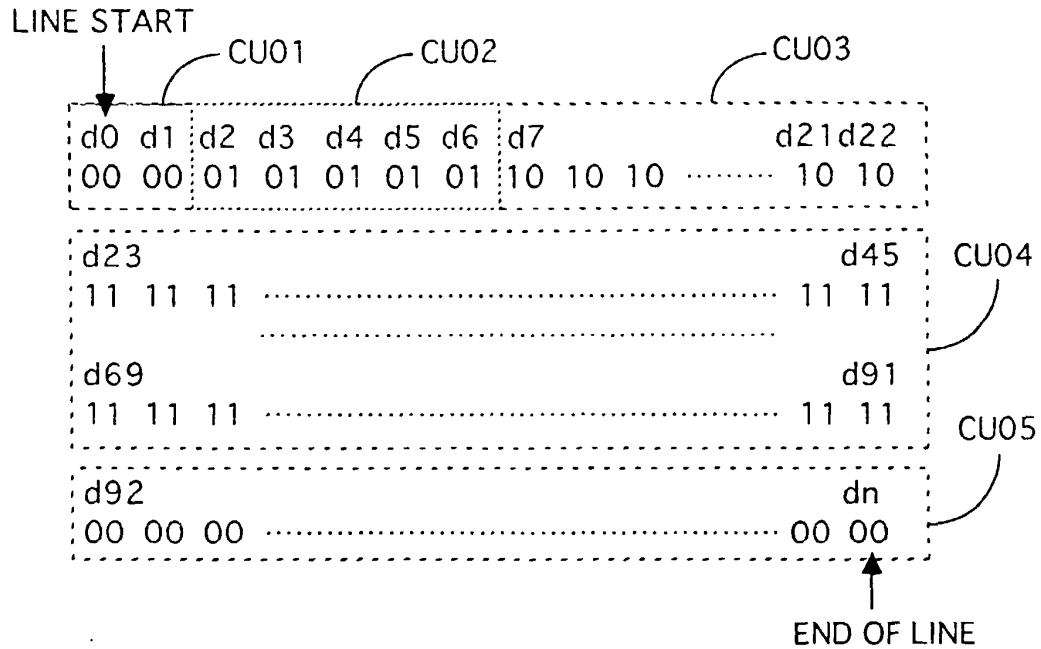 LINE START
CU01 CU02 CU03
d0 d1 d2 d3 d4 d5 d6 d7 d21 d22
00 00 01 01 01 01 01 10 10 10 ········ 10 10
d23 d45 CU04
11 11 11 ········ 11 11
········
d69 d91
11 11 11 ········ 11 11
CU05
d92 dn
00 00 00 ········ 00 00
END OF LINE